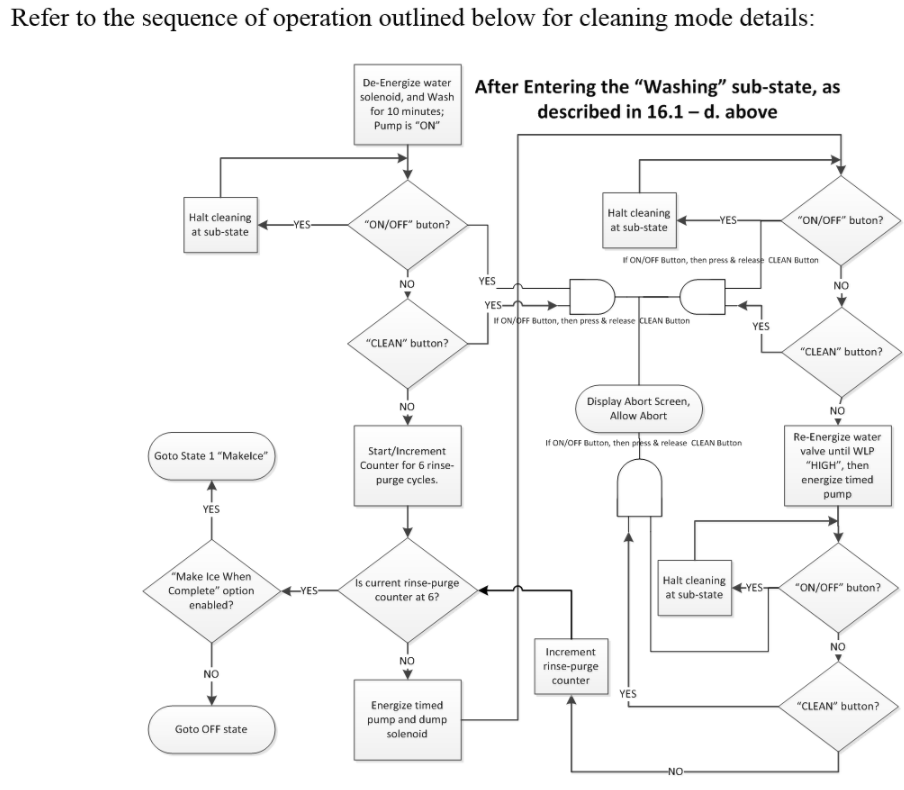 Refer to the sequence of operation outlined below for cleaning mode details:
After Entering the “Washing” sub-state, as
described in 16.1 – d. above
De-Energize water
solenoid, and Wash
for 10 minutes;
Pump is “ON”
Halt cleaning
at sub-state
YES
“ON/OFF” buton?
YES
NO
YES
If ON/OFF Button, then press & release CLEAN Button
“CLEAN” button?
NO
Start/Increment
Counter for 6 rinse-
purge cycles.
Is current rinse-purge
counter at 6?
YES
“Make Ice When
Complete” option
enabled?
YES
Goto State 1 “MakeIce”
NO
Goto OFF state
NO
Energize timed
pump and dump
solenoid
Halt cleaning
at sub-state
YES
“ON/OFF” buton?
If ON/OFF Button, then press & release CLEAN Button
NO
YES
“CLEAN” button?
Display Abort Screen,
Allow Abort
If ON/OFF Button, then press & release CLEAN Button
NO
Re-Energize water
valve until WLP
“HIGH”, then
energize timed
pump
Halt cleaning
at sub-state
YES
“ON/OFF” buton?
NO
YES
“CLEAN” button?
NO
Increment
rinse-purge
counter